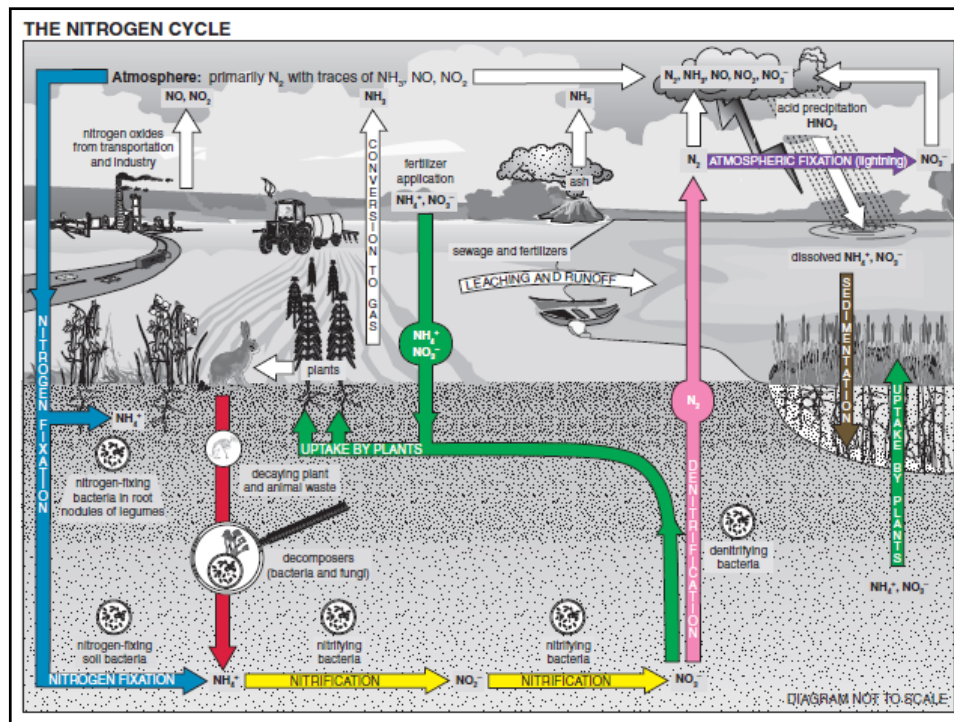 THE NITROGEN CYCLE
Atmosphere: primarily N₂ with traces of NH₃, NO, NO₂
NO, NO₂
NH₃
NH₃
N₂, NH₃, NO, NO₂, NO₃⁻
acid precipitation
HNO₃
nitrogen oxides
from transportation
and industry
CONVERSION TO GAS
fertilizer
application
NH₄⁺, NO₃⁻
ash
N₂
ATMOSPHERIC FIXATION (lightning)
NO₃⁻
sewage and fertilizers
LEACHING AND RUNOFF
dissolved NH₄⁺, NO₃⁻
SEDIMENTATION
NITROGEN FIXATION
NH₄⁺
NO₃⁻
plants
N₂
UPTAKE BY PLANTS
NH₄⁺
UPTAKE BY PLANTS
nitrogen-fixing
bacteria in root
nodules of legumes
decaying plant
and animal waste
DENITRIFICATION
decomposers
(bacteria and fungi)
denitrifying
bacteria
NH₄⁺, NO₃⁻
nitrogen-fixing
soil bacteria
nitrifying
bacteria
nitrifying
bacteria
NITROGEN FIXATION
NH₄⁺
NITRIFICATION
NO₂⁻
NITRIFICATION
NO₃⁻
DIAGRAM NOT TO SCALE